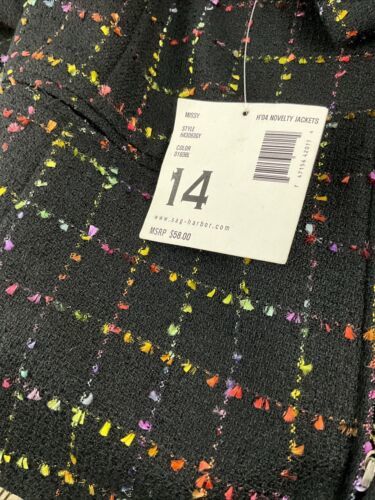 MISSY
H'04 NOVELTY JACKETS
STYLE
COLOR
14
www.sag-harbor.com
MSRP $58.00